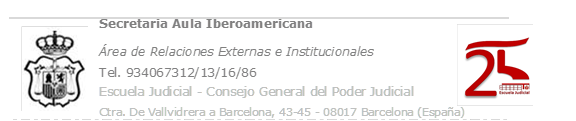 Secretaria Aula Iberoamericana
Área de Relaciones Externas e Institucionales
Tel. 934067312/13/16/86
Escuela Judicial - Consejo General del Poder Judicial
Ctra. De Vallvidrera a Barcelona, 43-45 - 08017 Barcelona (España)
25
Escuela Judicial